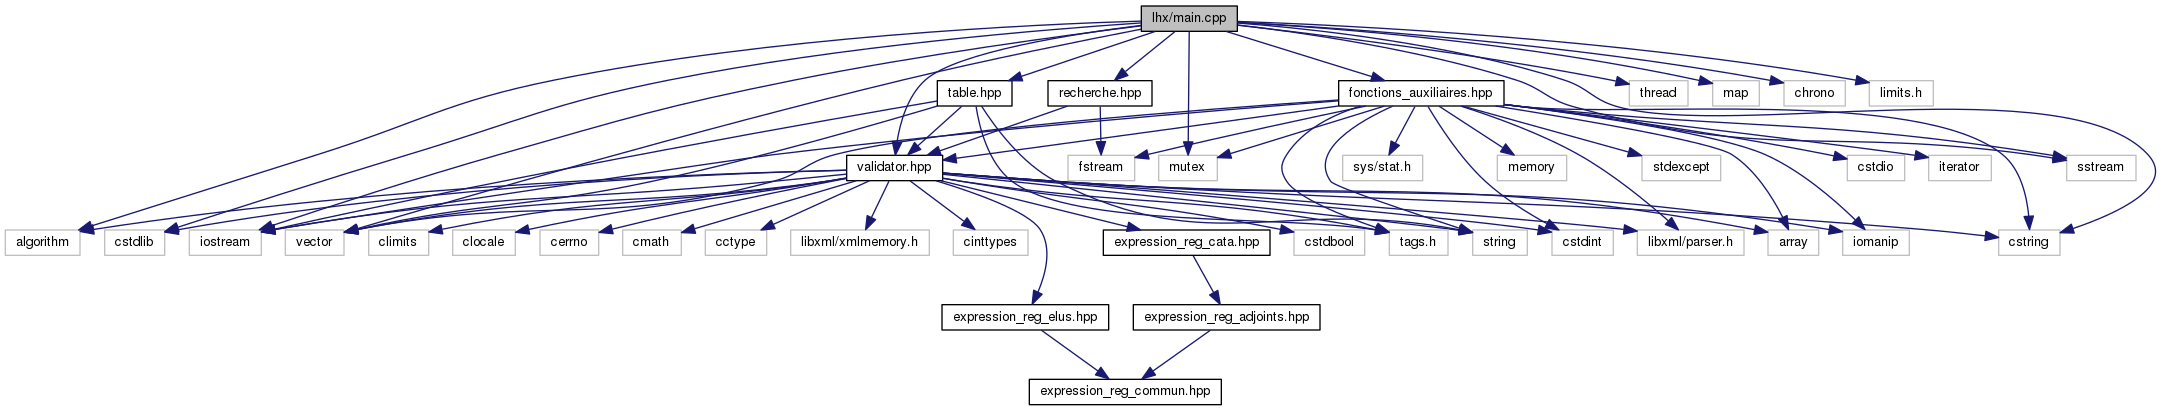 lhx/main.cpp
table.hpp
recherche.hpp
fonctions_auxiliaires.hpp
thread
map
chrono
limits.h
validator.hpp
fstream
mutex
sys/stat.h
memory
stdexcept
cstdio
iterator
sstream
algorithm
cstdlib
iostream
vector
climits
clocale
cerrno
cmath
cctype
libxml/xmlmemory.h
cinttypes
expression_reg_cata.hpp
cstdbool
tags.h
string
cstdint
libxml/parser.h
array
iomanip
cstring
expression_reg_elus.hpp
expression_reg_adjoints.hpp
expression_reg_commun.hpp